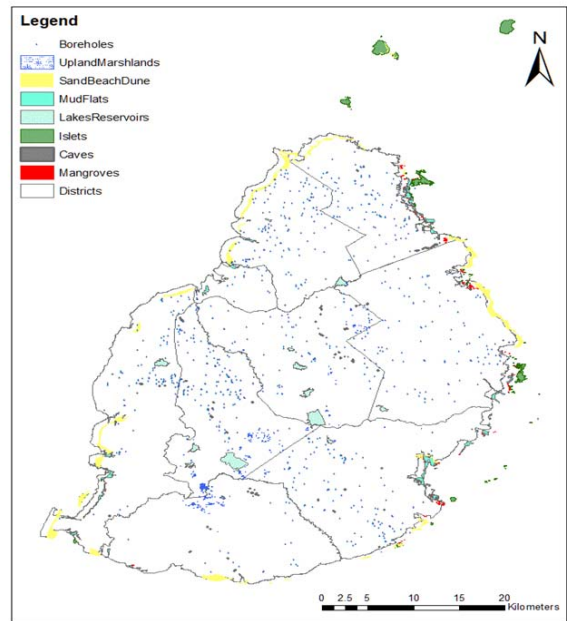 Legend
Boreholes
UplandMarshlands
SandBeachDune
MudFlats
LakesReservoirs
Islets
Caves
Mangroves
Districts
N
0 2.5 5 10 15 20
Kilometers